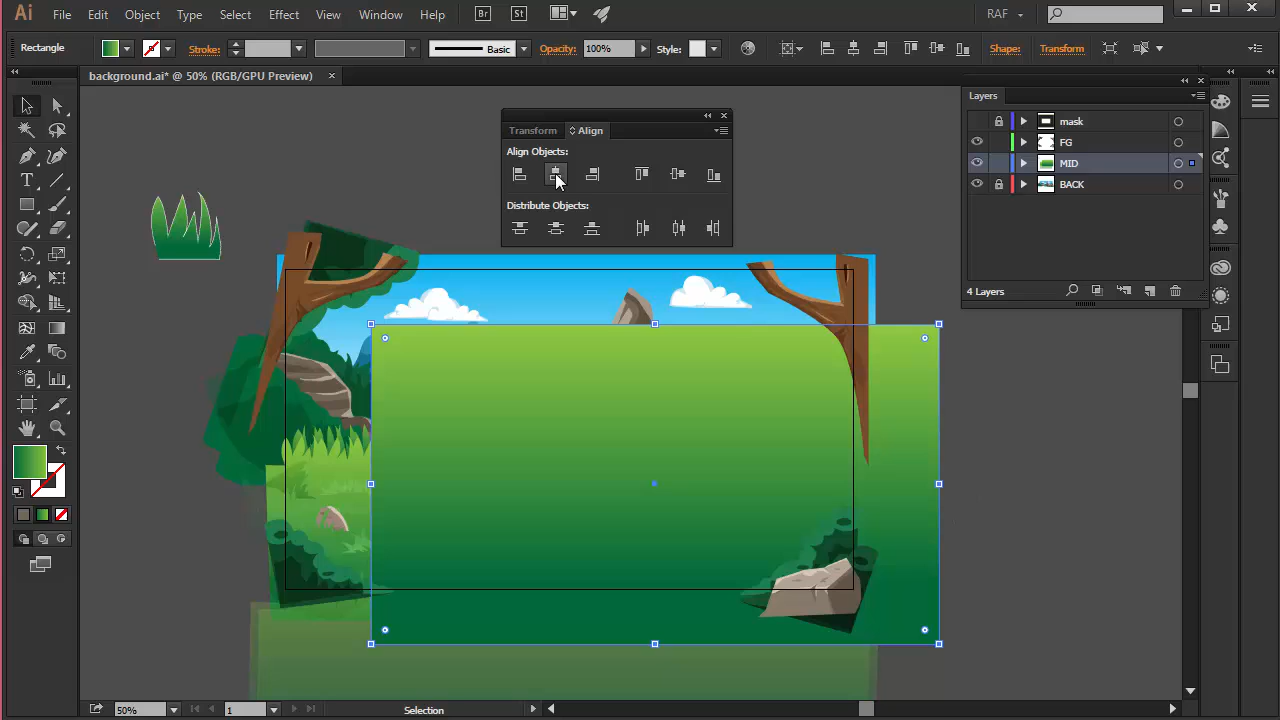 Ai File Edit Object Type Select Effect View Window Help Br St RAF
Rectangle Stroke: Basic Opacity: 100% Style: Shape: Transform
background.ai* @ 50% (RGB/GPU Preview) ×
Layers
mask
FG
MID
BACK
4 Layers
Transform Align
Align Objects:
Distribute Objects:
50% 1 Selection